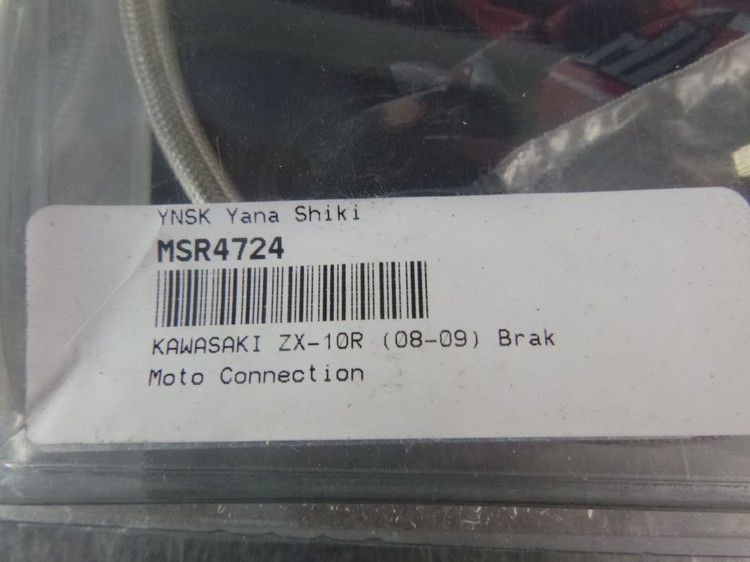 YNSK Yana Shiki
MSR4724
KAWASAKI ZX-10R (08-09) Brak
Moto Connection